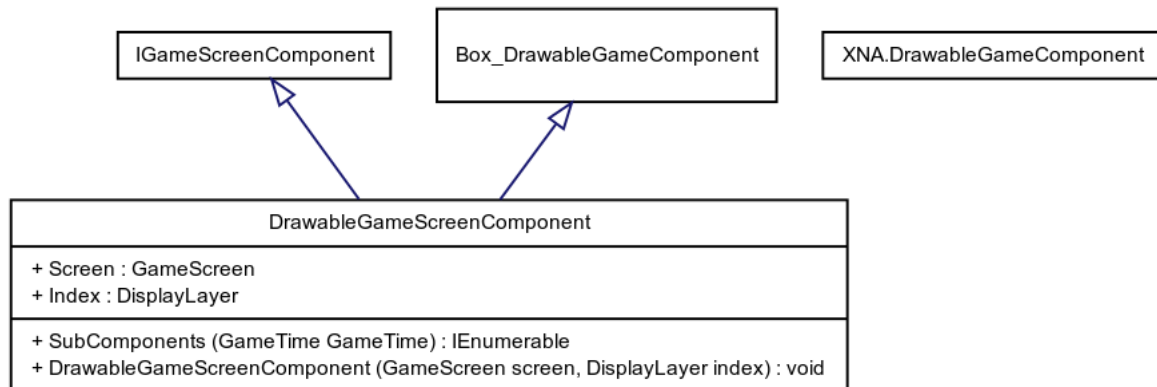 IGameScreenComponent
Box_DrawableGameComponent
XNA.DrawableGameComponent
DrawableGameScreenComponent
+ Screen : GameScreen
+ Index : DisplayLayer
+ SubComponents (GameTime GameTime) : IEnumerable
+ DrawableGameScreenComponent (GameScreen screen, DisplayLayer index) : void